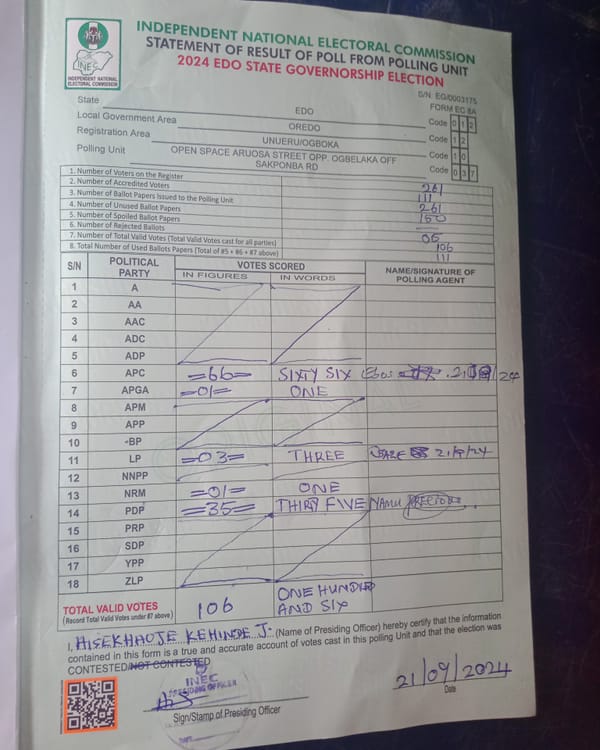 INDEPENDENT NATIONAL ELECTORAL COMMISSION
STATEMENT OF RESULT OF POLL FROM POLLING UNIT
2024 EDO STATE GOVERNORSHIP ELECTION
INEC
INDEPENDENT NATIONAL ELECTORAL COMMISSION
S/N: EG/0003175
FORM EC 8A
State EDO Code 0 1 2
Local Government Area OREDO Code 1 2
Registration Area UNUERU/OGBOKA Code 1 0
Polling Unit OPEN SPACE ARUOSA STREET OPP. OGBELAKA OFF SAKPONBA RD Code 0 3 7
1. Number of Voters on the Register 261
2. Number of Accredited Voters 111
3. Number of Ballot Papers Issued to the Polling Unit 261
4. Number of Unused Ballot Papers 150
5. Number of Spoiled Ballot Papers
6. Number of Rejected Ballots 05
7. Number of Total Valid Votes (Total Valid Votes cast for all parties) 106
8. Total Number of Used Ballots Papers (Total of #5 + #6 + #7 above) 111
S/N POLITICAL PARTY VOTES SCORED NAME/SIGNATURE OF POLLING AGENT
IN FIGURES IN WORDS
1 A
2 AA
3 AAC
4 ADC
5 ADP
6 APC =66= SIXTY SIX
7 APGA =01= ONE
8 APM
9 APP
10 BP
11 LP =03= THREE 21/9/24
12 NNPP
13 NRM =01= ONE
14 PDP =35= THIRTY FIVE
15 PRP
16 SDP
17 YPP
18 ZLP
TOTAL VALID VOTES 106 ONE HUNDRED AND SIX
(Record Total Valid Votes under #7 above)
I, KEHINDE J. (Name of Presiding Officer) hereby certify that the information
contained in this form is a true and accurate account of votes cast in this polling Unit and that the election was
CONTESTED/NOT CONTESTED
INEC
PRESIDING OFFICER
21/09/2024
Sign/Stamp of Presiding Officer
Date